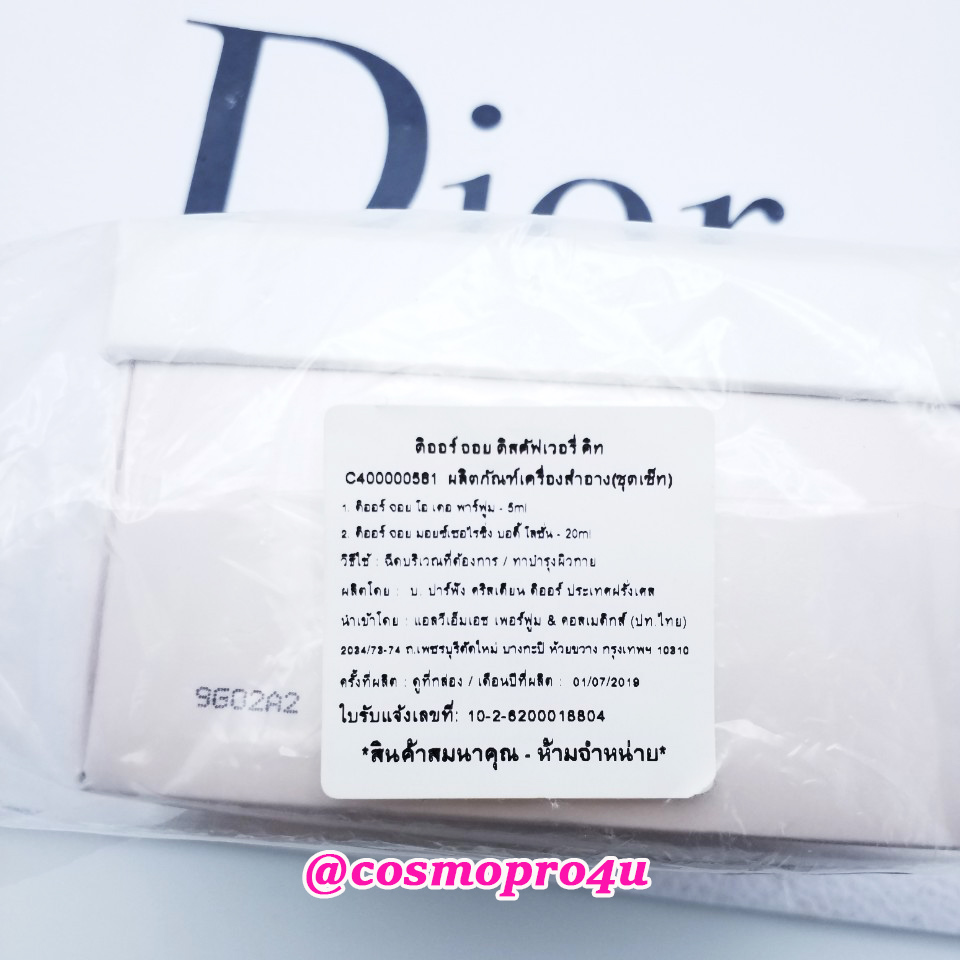 Dior
ดิออร์ จอย ดิสคัฟเวอรี่ คิท
C400000561 ผลิตภัณฑ์เครื่องสำอาง(ชุดเซ็ท)
1. ดิออร์ จอย โอ เดอ พาร์ฟูม - 5ml
2. ดิออร์ จอย มอยซ์เชอไรซิ่ง บอดี้ โลชั่น - 20ml
วิธีใช้ : ฉีดบริเวณที่ต้องการ / ทาบำรุงผิวกาย
ผลิตโดย : บ. ปาร์ฟัง คริสเตียน ดิออร์ ประเทศฝรั่งเศส
นำเข้าโดย : แอลวีเอ็มเอช เพอร์ฟูม & คอสเมติกส์ (ปท.ไทย)
2034/73-74 ถ.เพชรบุรีตัดใหม่ บางกะปิ ห้วยขวาง กรุงเทพฯ 10310
ครั้งที่ผลิต : ดูที่กล่อง / เดือนปีที่ผลิต : 01/07/2019
9G02A2
ใบรับแจ้งเลขที่: 10-2-6200018804
*สินค้าสมนาคุณ - ห้ามจำหน่าย*
@cosmopro4u